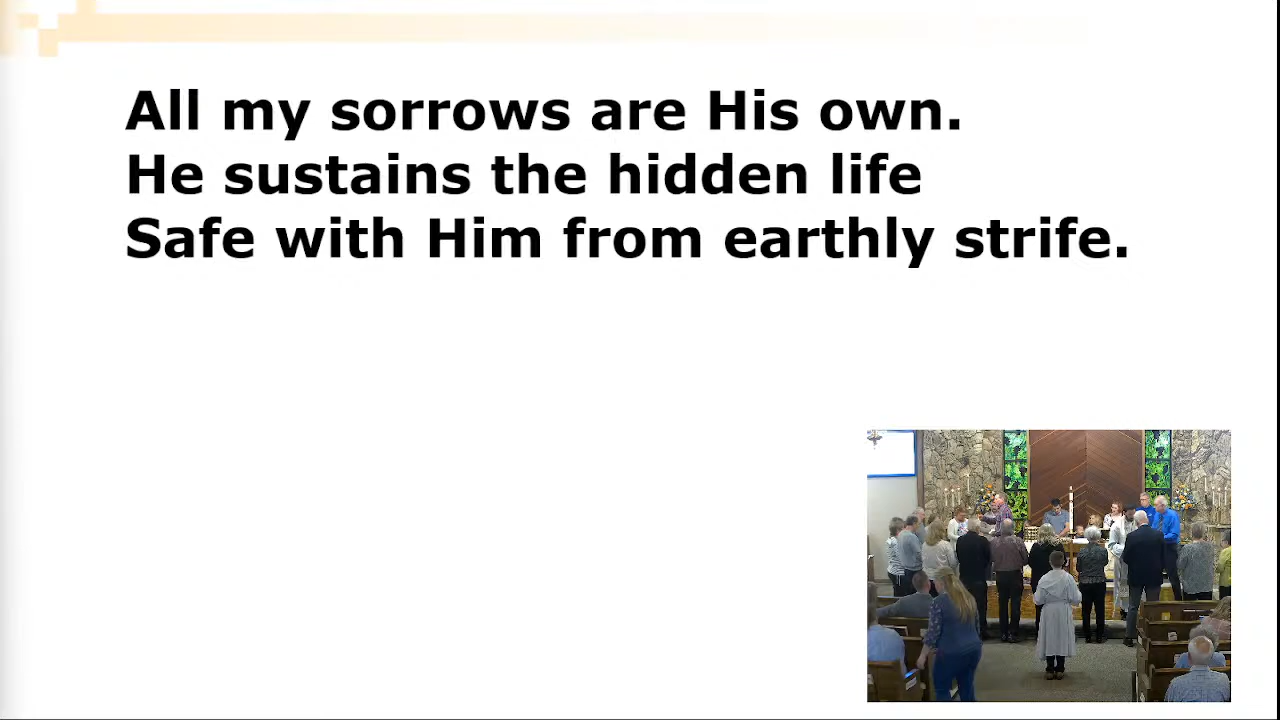 All my sorrows are His own.
He sustains the hidden life
Safe with Him from earthly strife.